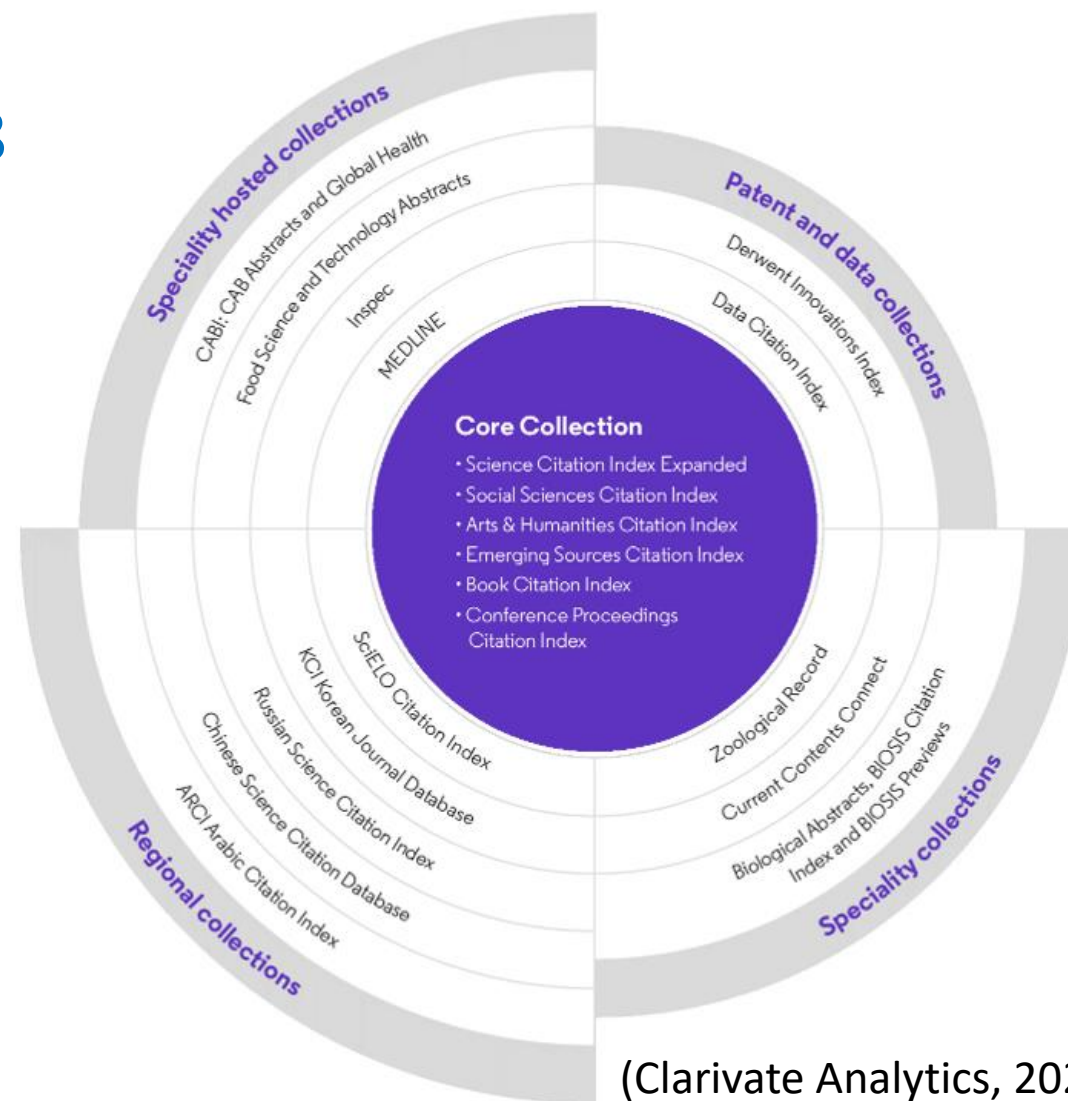 Speciality hosted collections
CABI: CAB Abstracts and Global Health
Food Science and Technology Abstracts
Inspec
MEDLINE
Patent and data collections
Derwent Innovations Index
Data Citation Index
Core Collection
• Science Citation Index Expanded
• Social Sciences Citation Index
• Arts & Humanities Citation Index
• Emerging Sources Citation Index
• Book Citation Index
• Conference Proceedings
Citation Index
SciELO Citation Index
KCI Korean Journal Database
Russian Science Citation Index
Chinese Science Citation Database
ARCI Arabic Citation Index
Regional collections
Zoological Record
Current Contents Connect
Biological Abstracts, BIOSIS Citation
Index and BIOSIS Previews
Speciality collections
(Clarivate Analytics, 202